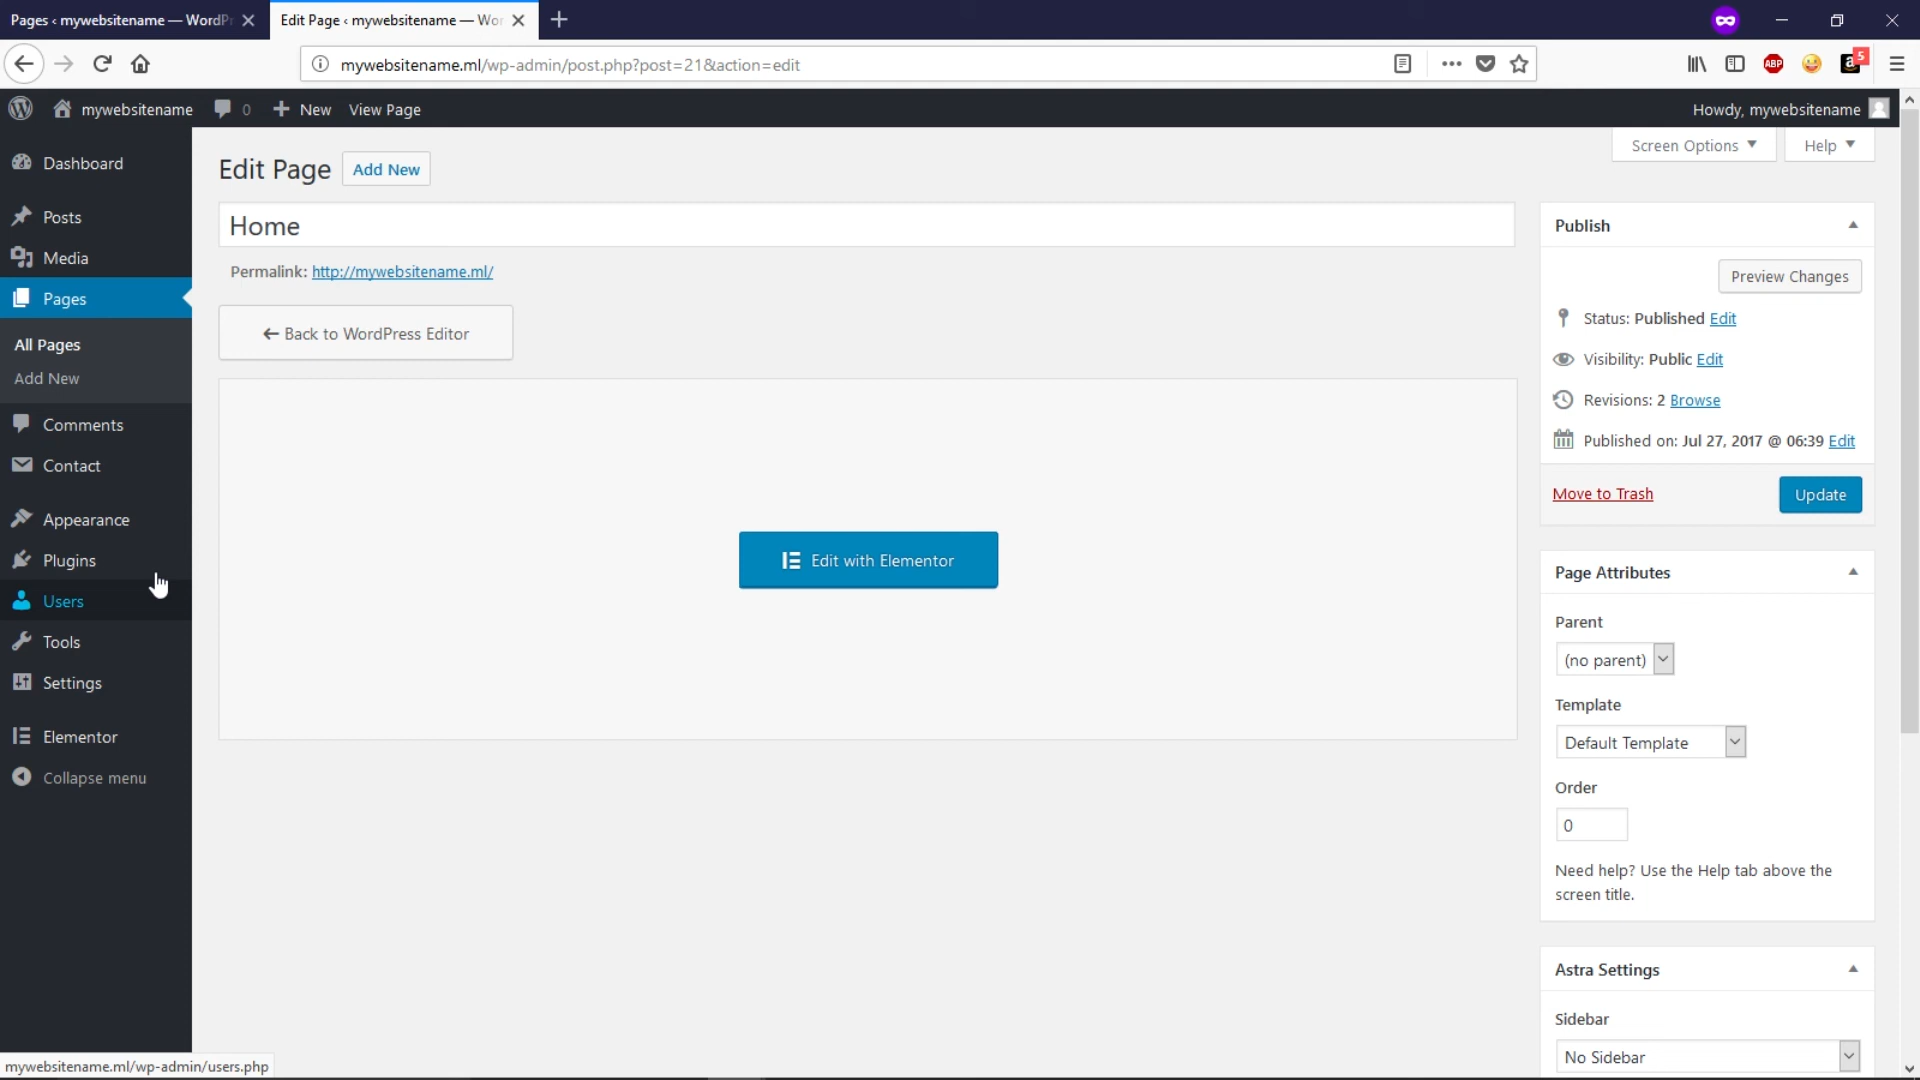 Pages ‹ mywebsitename — WordPr
Edit Page ‹ mywebsitename — Wor
mywebsitename.ml/wp-admin/post.php?post=21&action=edit
ABP
a
5
mywebsitename
0
New
View Page
Howdy, mywebsitename
Dashboard
Posts
Media
Pages
All Pages
Add New
Comments
Contact
Appearance
Plugins
Users
Tools
Settings
Elementor
Collapse menu
Screen Options
Help
Edit Page
Add New
Home
Permalink: http://mywebsitename.ml/
← Back to WordPress Editor
Edit with Elementor
Publish
Preview Changes
Status: Published Edit
Visibility: Public Edit
Revisions: 2 Browse
Published on: Jul 27, 2017 @ 06:39 Edit
Move to Trash
Update
Page Attributes
Parent
(no parent)
Template
Default Template
Order
0
Need help? Use the Help tab above the
screen title.
Astra Settings
Sidebar
No Sidebar
mywebsitename.ml/wp-admin/users.php